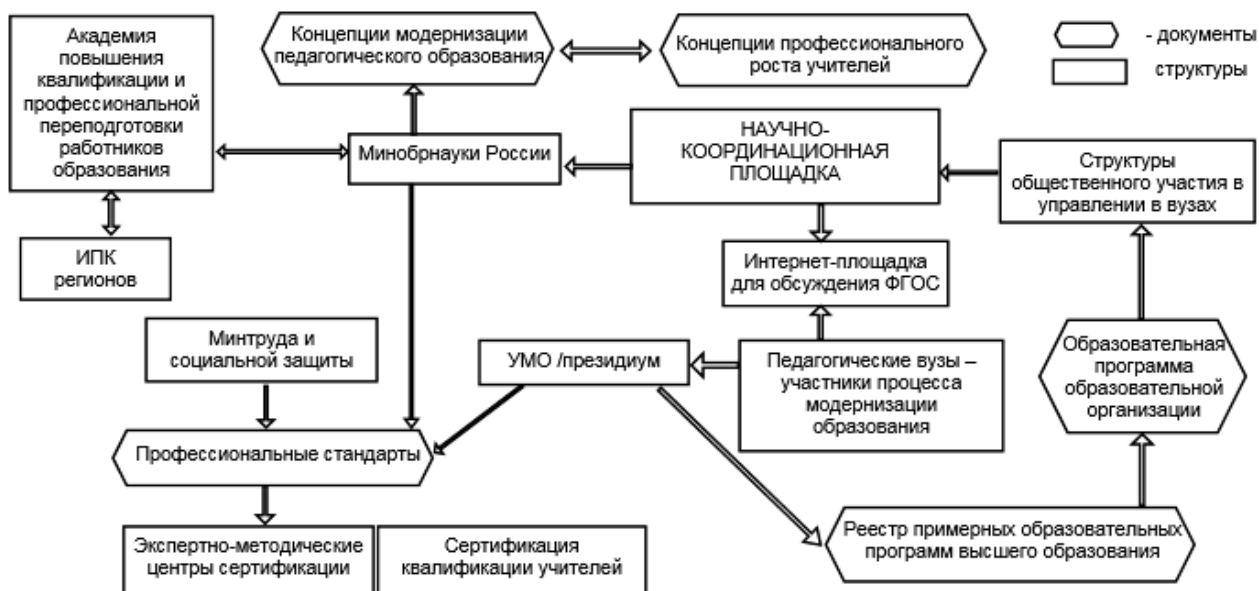 Академия
повышения
квалификации и
профессиональной
переподготовки
работников
образования
Концепции модернизации
педагогического образования
Концепции профессионального
роста учителей
- документы
структуры
Минобрнауки России
НАУЧНО-
КООРДИНАЦИОННАЯ
ПЛОЩАДКА
Структуры
общественного участия в
управлении в вузах
ИПК
регионов
Интернет-площадка
для обсуждения ФГОС
Минтруда и
социальной защиты
УМО /президиум
Педагогические вузы –
участники процесса
модернизации
образования
Образовательная
программа
образовательной
организации
Профессиональные стандарты
Экспертно-методические
центры сертификации
Сертификация
квалификации учителей
Реестр примерных образовательных
программ высшего образования